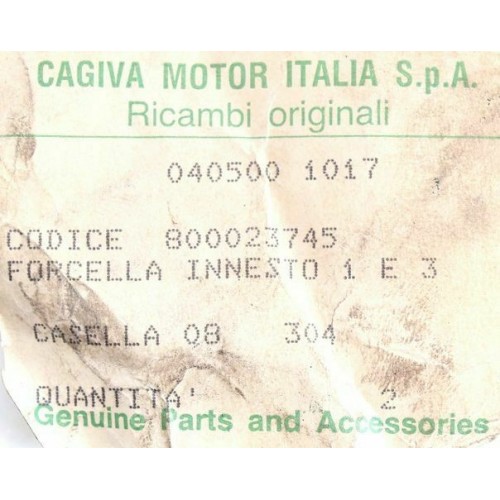 CAGIVA MOTOR ITALIA S.p.A.
Ricambi originali
040500 1017
CODICE 800023745
FORCELLA INNESTO 1 E 3
CASELLA 08 304
QUANTITA' 2
Genuine Parts and Accessories